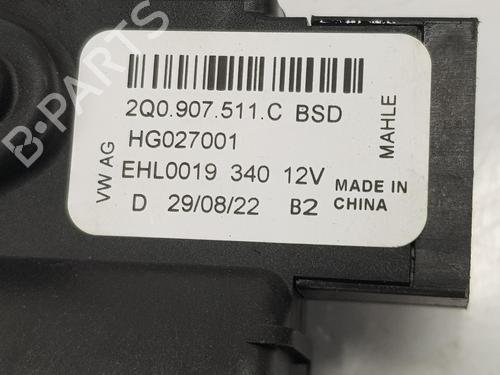 2Q0.907.511.C BSD
HG027001
EHL0019 340 12V
D 29/08/22 B2
MADE IN
CHINA
VW AG
MAHLE
B-PARTS